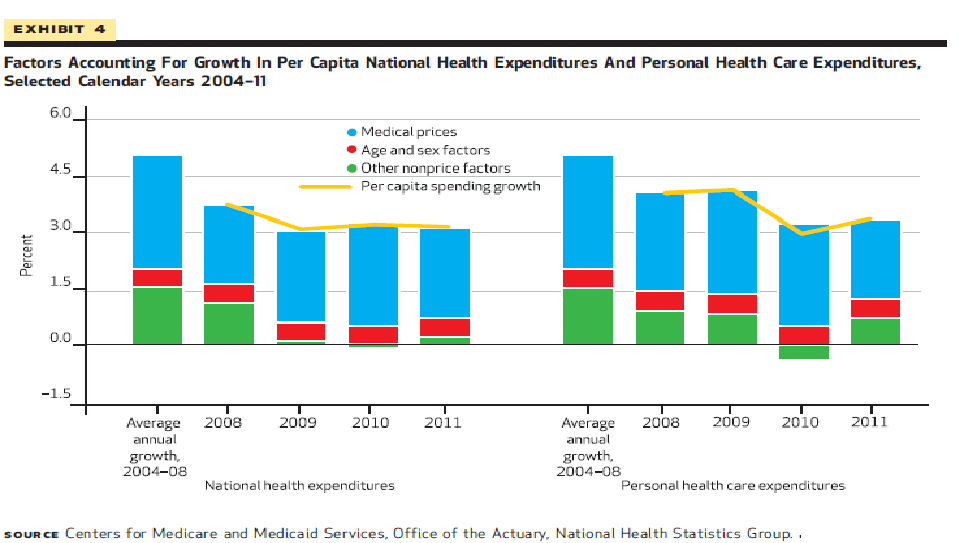 EXHIBIT 4
Factors Accounting For Growth In Per Capita National Health Expenditures And Personal Health Care Expenditures,
Selected Calendar Years 2004–11
6.0
4.5
3.0
1.5
0.0
−1.5
Percent
Medical prices
Age and sex factors
Other nonprice factors
Per capita spending growth
Average
annual
growth,
2004–08
2008
2009
2010
2011
National health expenditures
Average
annual
growth,
2004–08
2008
2009
2010
2011
Personal health care expenditures
SOURCE Centers for Medicare and Medicaid Services, Office of the Actuary, National Health Statistics Group. .